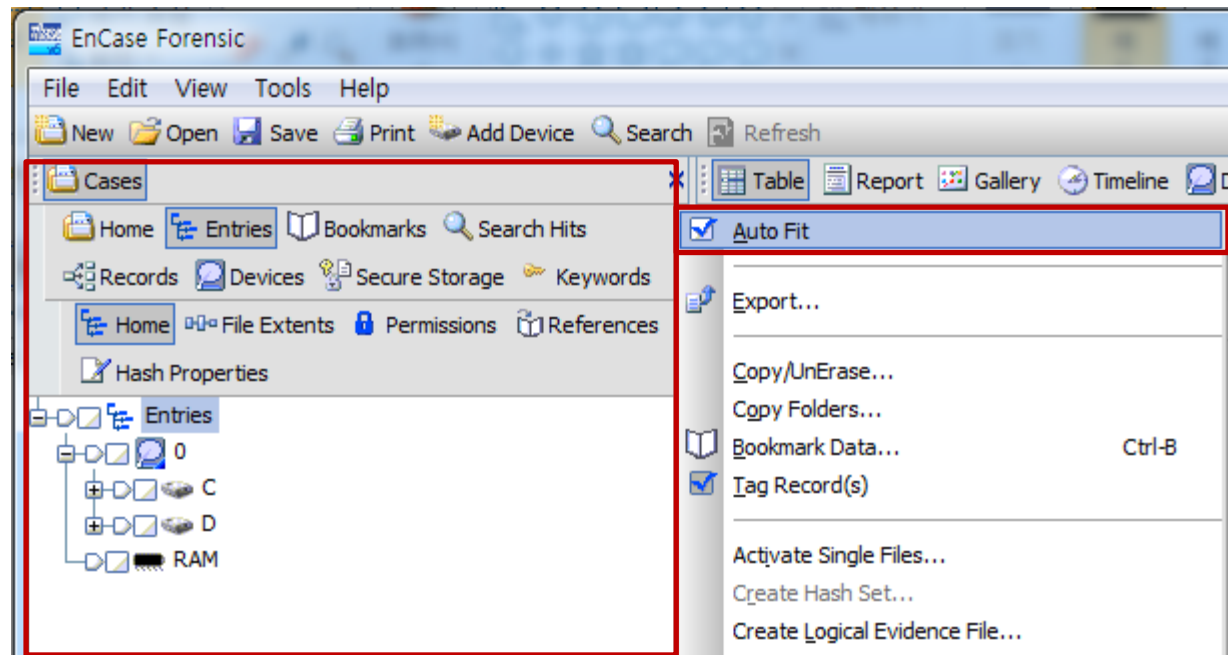 EnCase Forensic
File Edit View Tools Help
New Open Save Print Add Device Search Refresh
Cases
Home Entries Bookmarks Search Hits
Records Devices Secure Storage Keywords
Home File Extents Permissions References
Hash Properties
Entries
0
C
D
RAM
Table Report Gallery Timeline
Auto Fit
Export...
Copy/UnErase...
Copy Folders...
Bookmark Data... Ctrl-B
Tag Record(s)
Activate Single Files...
Create Hash Set...
Create Logical Evidence File...